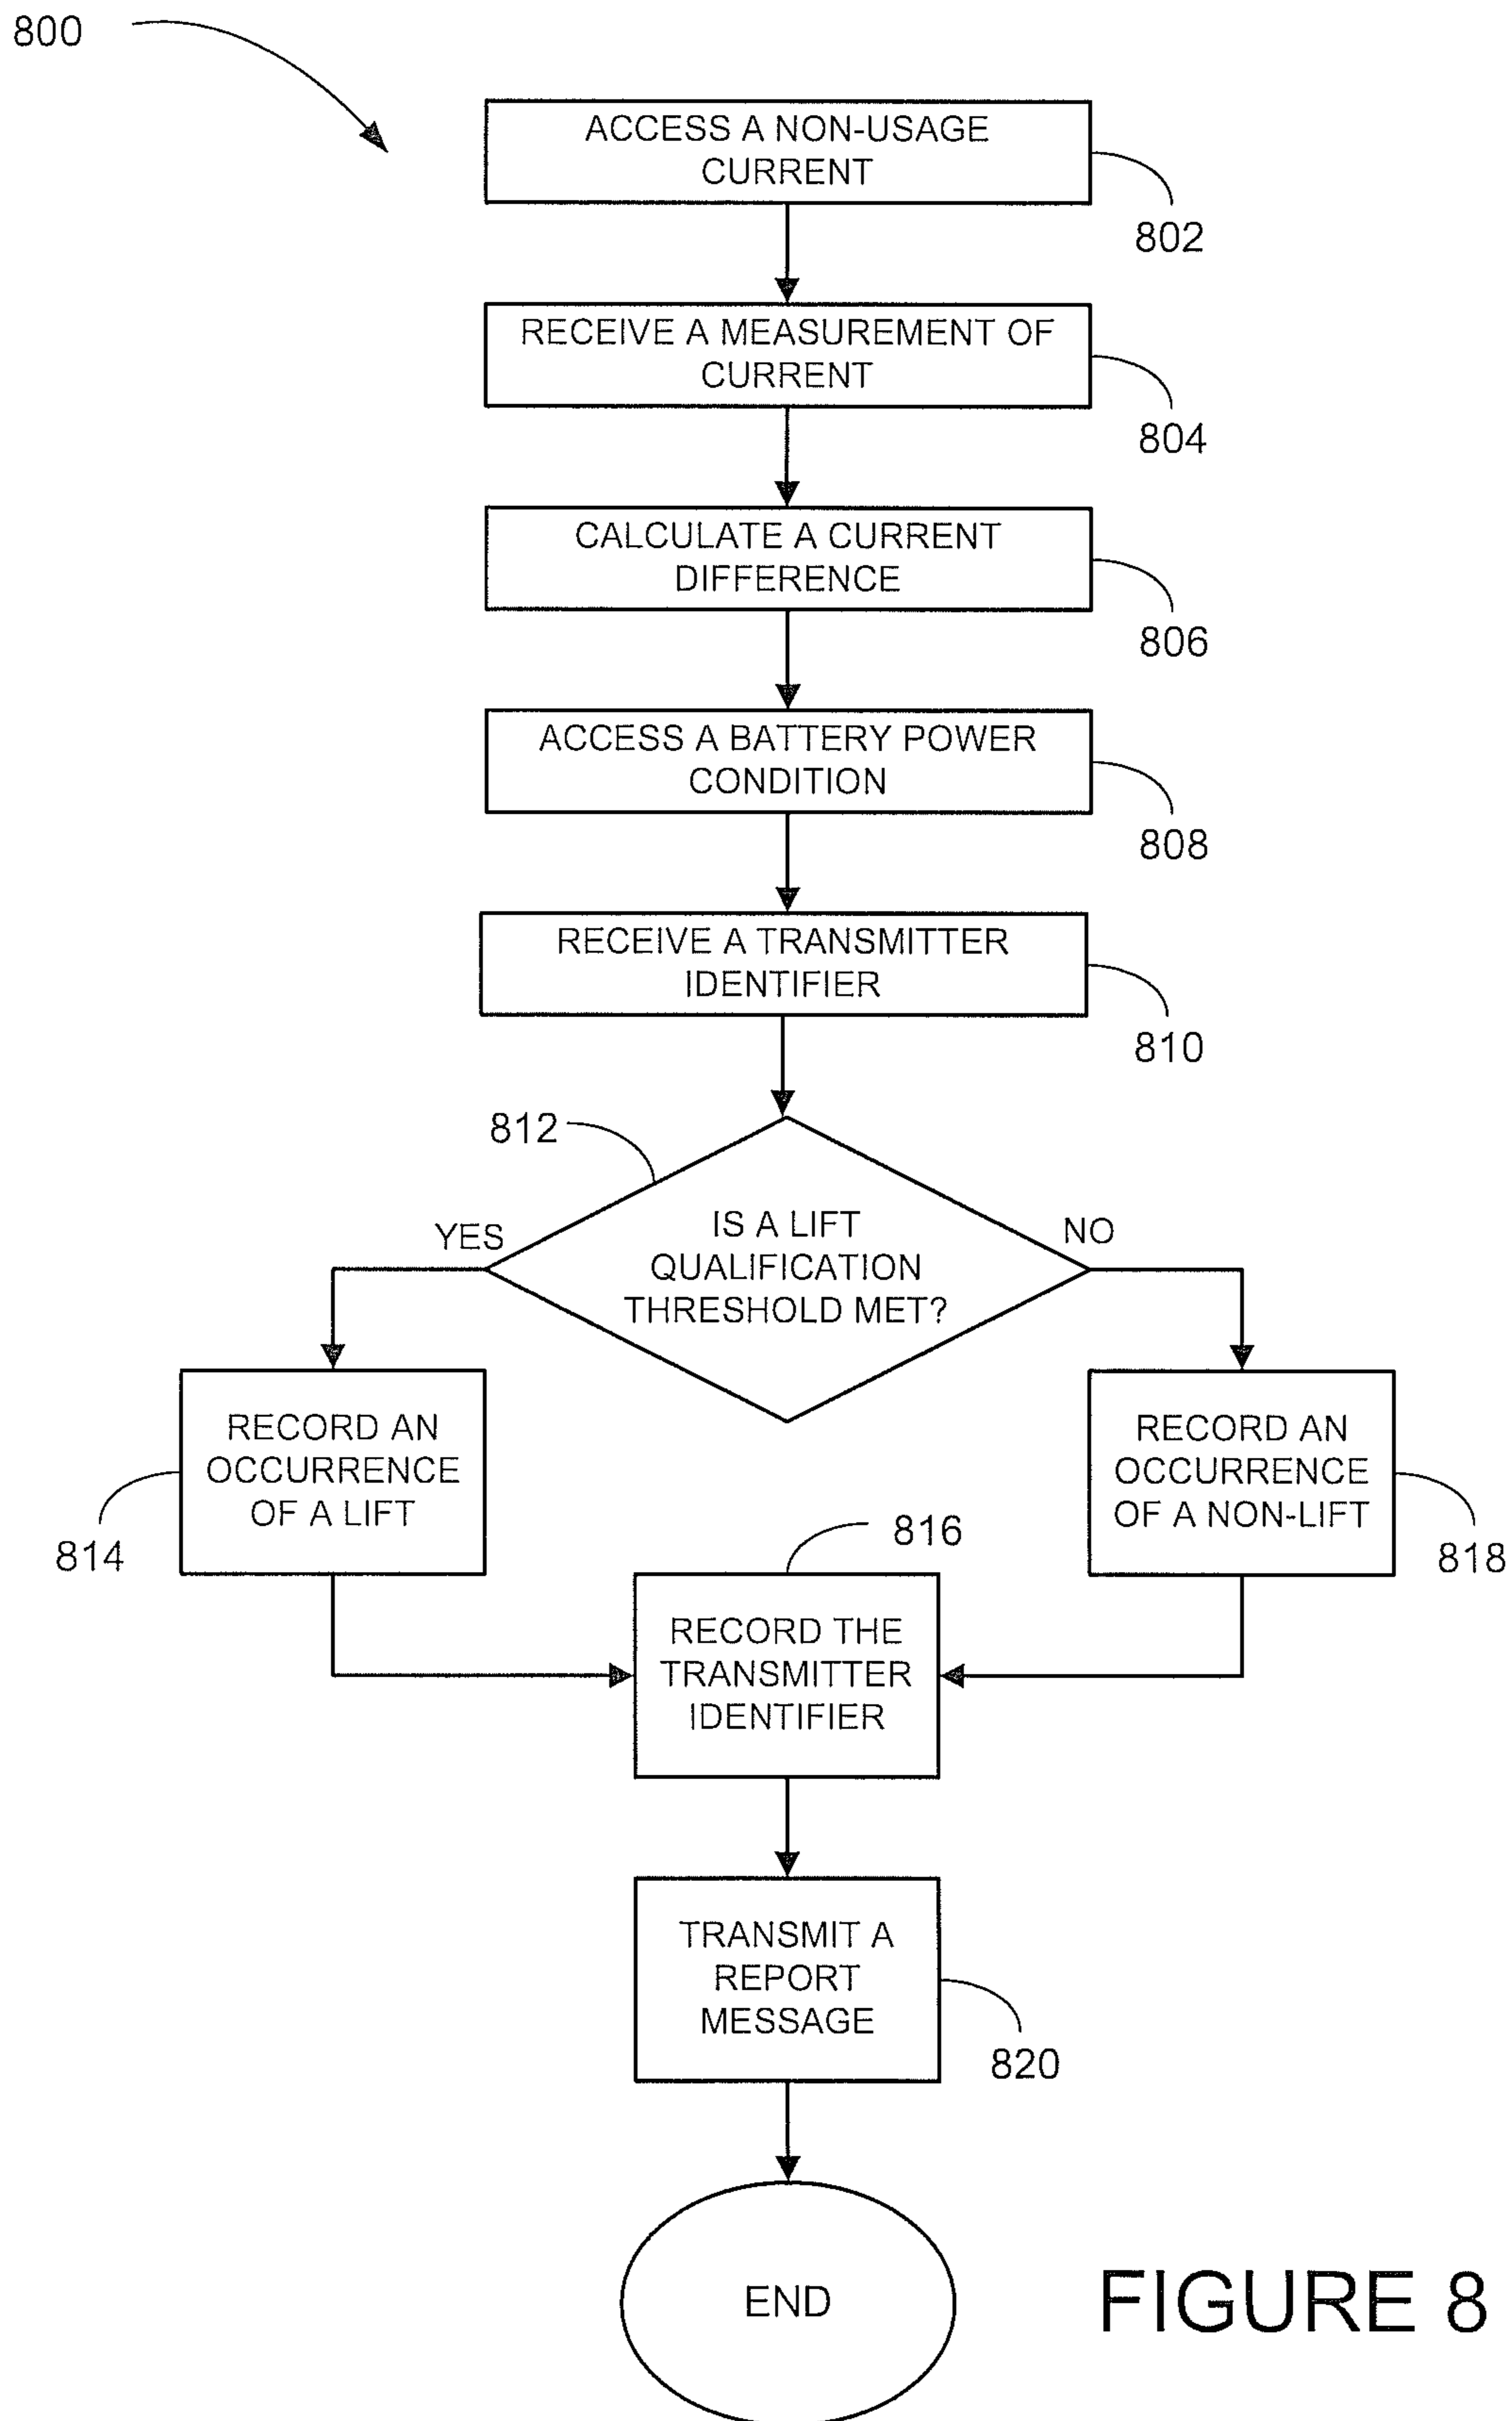 800
ACCESS A NON-USAGE
CURRENT
802
RECEIVE A MEASUREMENT OF
CURRENT
804
CALCULATE A CURRENT
DIFFERENCE
806
ACCESS A BATTERY POWER
CONDITION
808
RECEIVE A TRANSMITTER
IDENTIFIER
810
812
IS A LIFT
QUALIFICATION
THRESHOLD MET?
YES
NO
RECORD AN
OCCURRENCE
OF A LIFT
814
RECORD AN
OCCURRENCE
OF A NON-LIFT
818
816
RECORD THE
TRANSMITTER
IDENTIFIER
TRANSMIT A
REPORT
MESSAGE
820
END
FIGURE 8